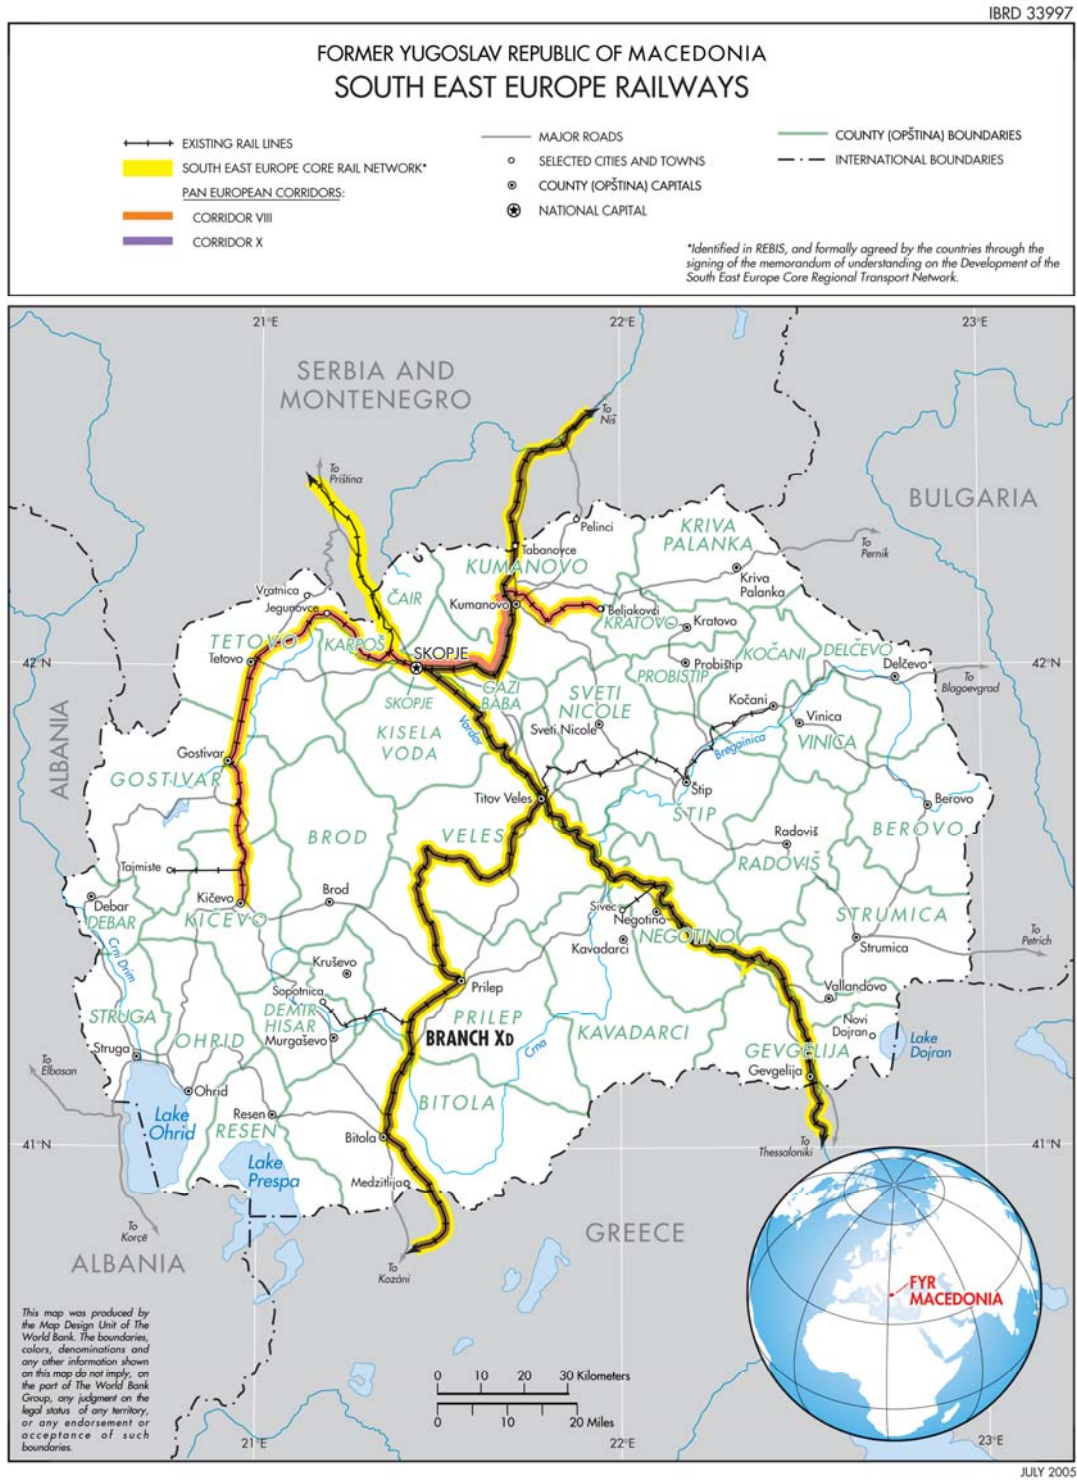 IBRD 33997
FORMER YUGOSLAV REPUBLIC OF MACEDONIA
SOUTH EAST EUROPE RAILWAYS
EXISTING RAIL LINES
SOUTH EAST EUROPE CORE RAIL NETWORK*
PAN EUROPEAN CORRIDORS:
CORRIDOR VIII
CORRIDOR X
MAJOR ROADS
SELECTED CITIES AND TOWNS
COUNTY (OPŠTINA) CAPITALS
NATIONAL CAPITAL
COUNTY (OPŠTINA) BOUNDARIES
INTERNATIONAL BOUNDARIES
*Identified in REBIS, and formally agreed by the countries through the
signing of the memorandum of understanding on the Development of the
South East Europe Core Regional Transport Network.
21°E
22°E
23°E
SERBIA AND
MONTENEGRO
To
Niš
To
Priština
BULGARIA
Pelinci
KRIVA
PALANKA
To
Pernik
Tabanovce
KUMANOVO
Kriva
Palanka
Vratnica
ČAIR
Jegunovce
Kumanovo
Beljakovci
KRATOVO
Kratovo
TETOVO
KARPOŠ
SKOPJE
42°N
Tetovo
KOČANI
DELČEVO
42°N
Probištip
PROBIŠTIP
Delčevo
To
Blagoevgrad
SKOPJE
GAZI
BABA
SVETI
NICOLE
Kočani
Vinica
ALBANIA
KISELA
VODA
Vardar
Sveti Nicole
Bregalnica
VINICA
Gostivar
GOSTIVAR
Titov Veles
Štip
ŠTIP
Berovo
BROD
VELES
Radoviš
BEROVO
RADOVIŠ
Tajmiste
Kičevo
KIČEVO
Brod
Debar
DEBAR
Sivec
Negotino
NEGOTINO
STRUMICA
Crni Drim
Kavadarci
Strumica
To
Petrich
Kruševo
Sopotnica
Prilep
Vallandovo
STRUGA
DEMIR
HISAR
PRILEP
KAVADARCI
Novi
Dojran
OHRID
Murgaševo
BRANCH XD
Crna
Lake
Dojran
Struga
GEVGELIJA
Gevgelija
To
Elbasan
Ohrid
Lake
Ohrid
Resen
RESEN
BITOLA
41°N
Bitola
To
Thessaloniki
41°N
Lake
Prespa
Medzitlija
To
Korçë
ALBANIA
GREECE
To
Kozáni
FYR
MACEDONIA
This map was produced by
the Map Design Unit of The
World Bank. The boundaries,
colors, denominations and
any other information shown
on this map do not imply, on
the part of The World Bank
Group, any judgment on the
legal status of any territory,
or any endorsement or
acceptance of such
boundaries.
0 10 20 30 Kilometers
0 10 20 Miles
21°E
22°E
23°E
JULY 2005